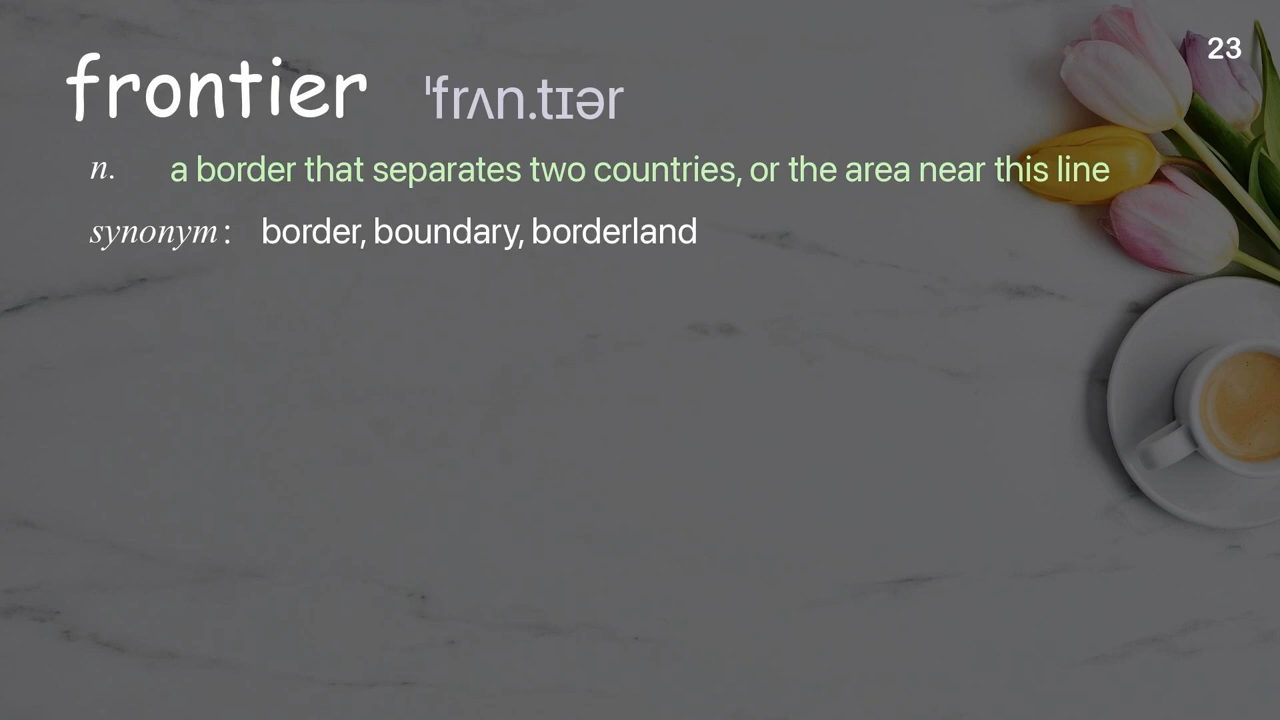 23
frontier ˈfrʌn.tɪər
n. a border that separates two countries, or the area near this line
synonym: border, boundary, borderland